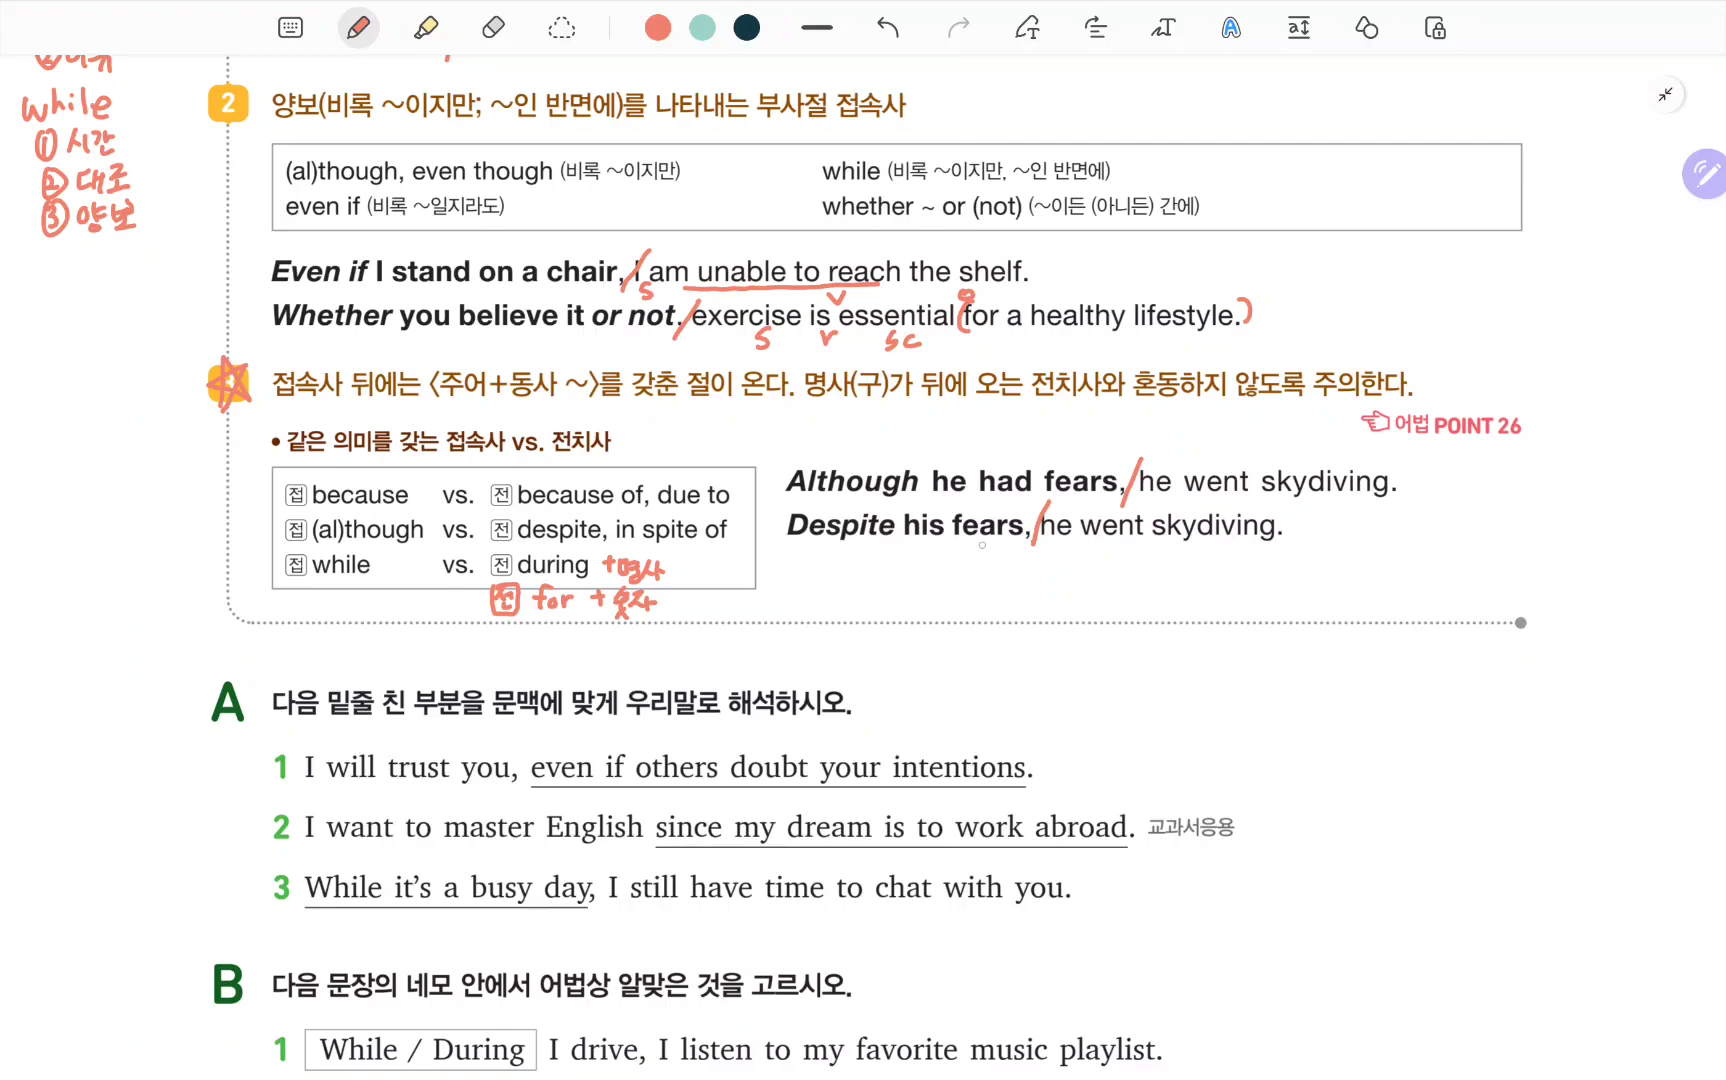 ② 이유
while
① 시간
② 대조
③ 양보
2 양보(비록 ~이지만; ~인 반면에)를 나타내는 부사절 접속사
(al)though, even though (비록 ~이지만) while (비록 ~이지만, ~인 반면에)
even if (비록 ~일지라도) whether ~ or (not) (~이든 (아니든) 간에)
Even if I stand on a chair, I am unable to reach the shelf.
s v o
Whether you believe it or not, exercise is essential for a healthy lifestyle.
s v sc
접속사 뒤에는 〈주어+동사 ~〉를 갖춘 절이 온다. 명사(구)가 뒤에 오는 전치사와 혼동하지 않도록 주의한다.
어법 POINT 26
• 같은 의미를 갖는 접속사 vs. 전치사
접 because vs. 전 because of, due to
접 (al)though vs. 전 despite, in spite of
접 while vs. 전 during +명사
전 for + 숫자
Although he had fears, he went skydiving.
Despite his fears, he went skydiving.
A 다음 밑줄 친 부분을 문맥에 맞게 우리말로 해석하시오.
1 I will trust you, even if others doubt your intentions.
2 I want to master English since my dream is to work abroad. 교과서응용
3 While it's a busy day, I still have time to chat with you.
B 다음 문장의 네모 안에서 어법상 알맞은 것을 고르시오.
1 While / During I drive, I listen to my favorite music playlist.